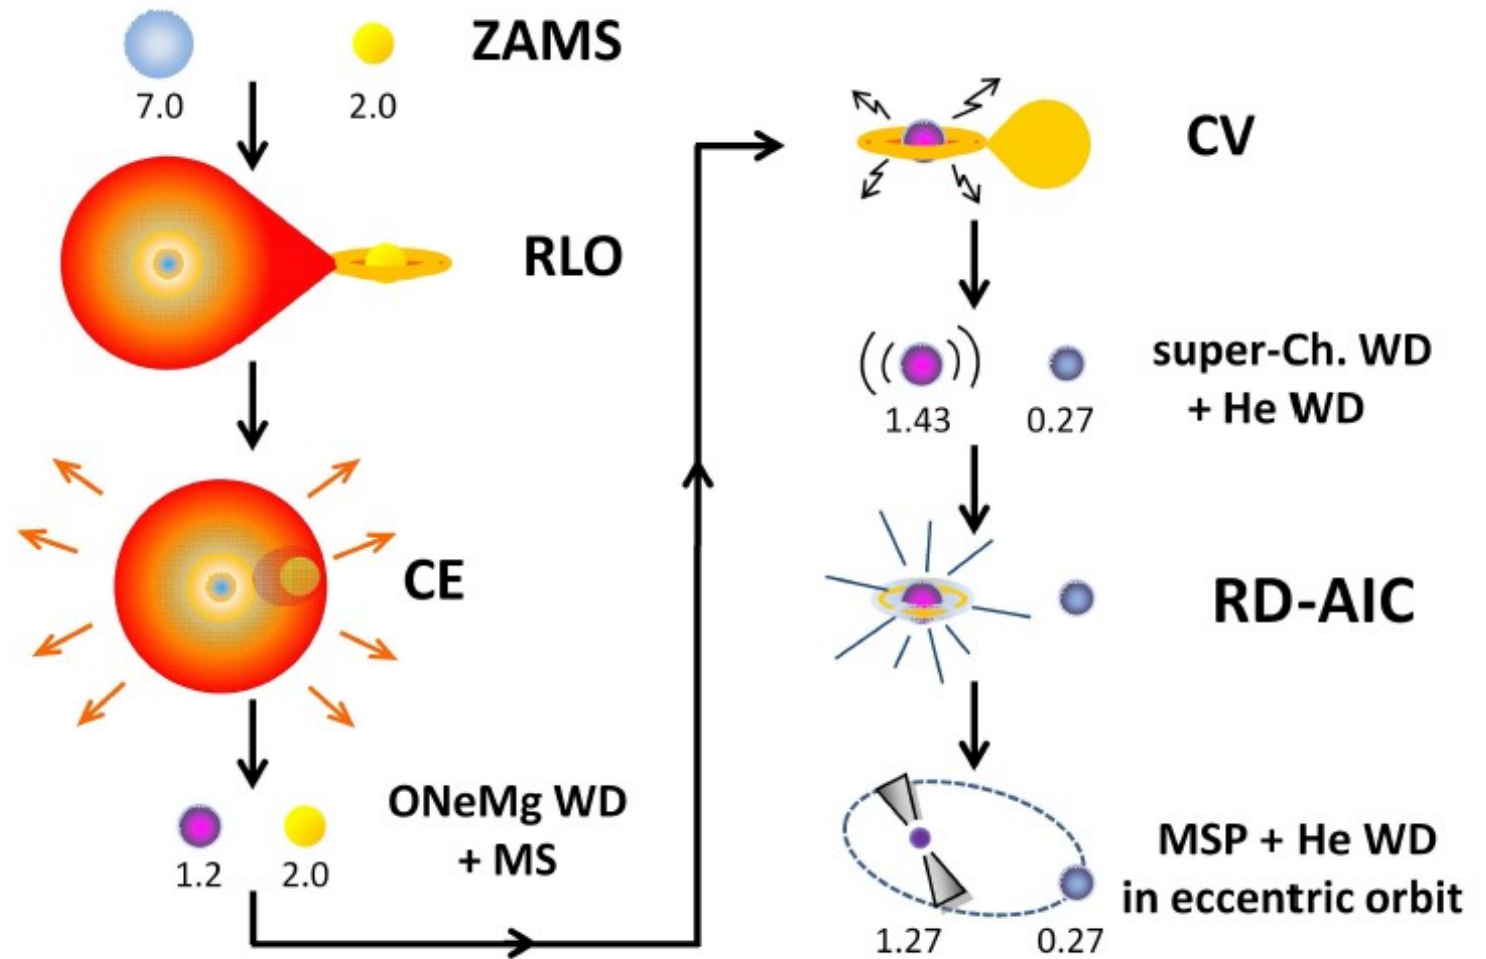 ZAMS
7.0 2.0
RLO
CE
ONeMg WD
+ MS
1.2 2.0
CV
super-Ch. WD
+ He WD
1.43 0.27
RD-AIC
MSP + He WD
in eccentric orbit
1.27 0.27